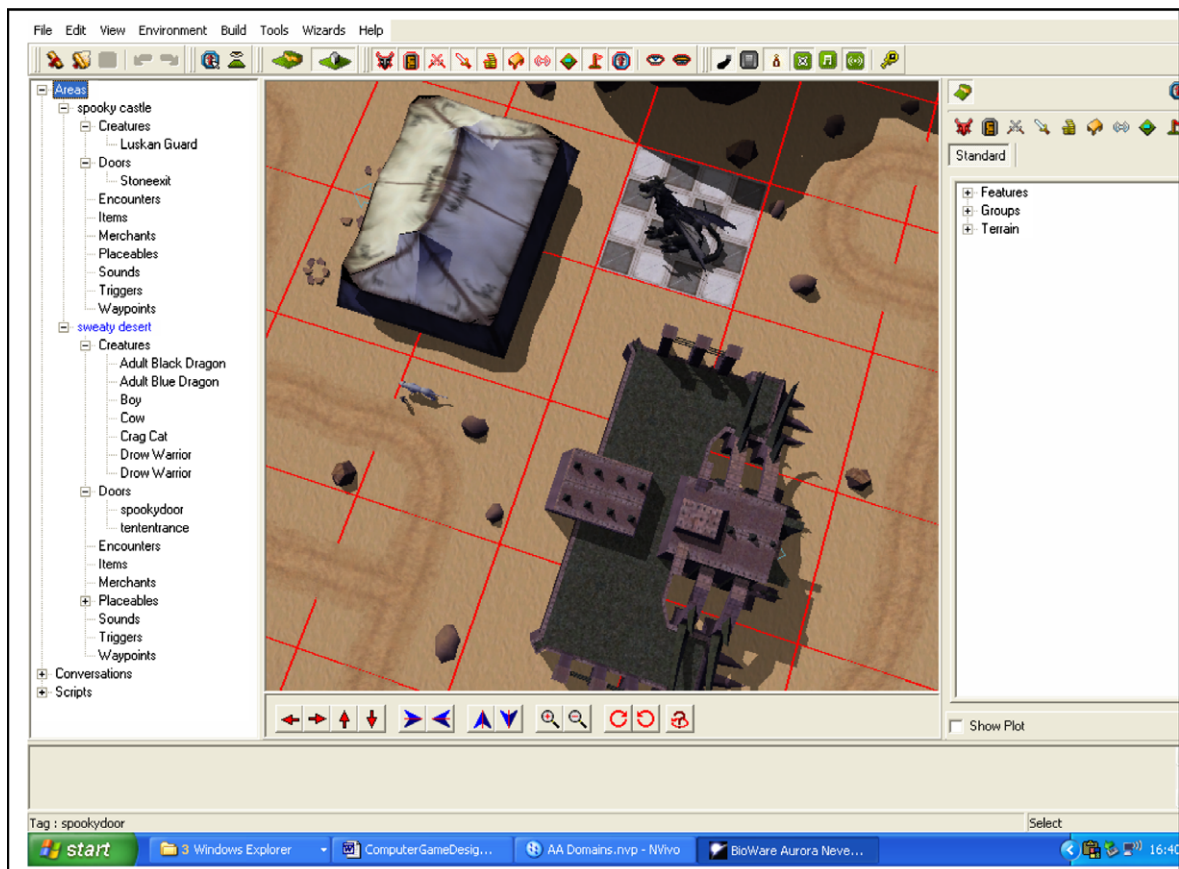 File Edit View Environment Build Tools Wizards Help
Areas
spooky castle
Creatures
Luskan Guard
Doors
Stoneexit
Encounters
Items
Merchants
Placeables
Sounds
Triggers
Waypoints
sweaty desert
Creatures
Adult Black Dragon
Adult Blue Dragon
Boy
Cow
Crag Cat
Drow Warrior
Drow Warrior
Doors
spookydoor
tententrance
Encounters
Items
Merchants
Placeables
Sounds
Triggers
Waypoints
Conversations
Scripts
Standard
Features
Groups
Terrain
Show Plot
Tag : spookydoor
Select
start
3 Windows Explorer
ComputerGameDesig...
AA Domains.nvp - NVivo
BioWare Aurora Neve...
16:40